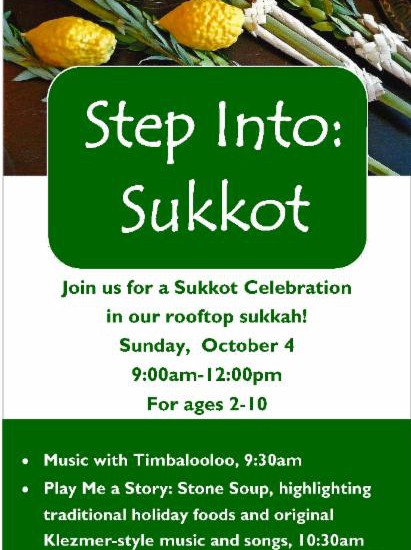 Step Into:
Sukkot
Join us for a Sukkot Celebration
in our rooftop sukkah!
Sunday, October 4
9:00am-12:00pm
For ages 2-10
• Music with Timbalooloo, 9:30am
• Play Me a Story: Stone Soup, highlighting
traditional holiday foods and original
Klezmer-style music and songs, 10:30am